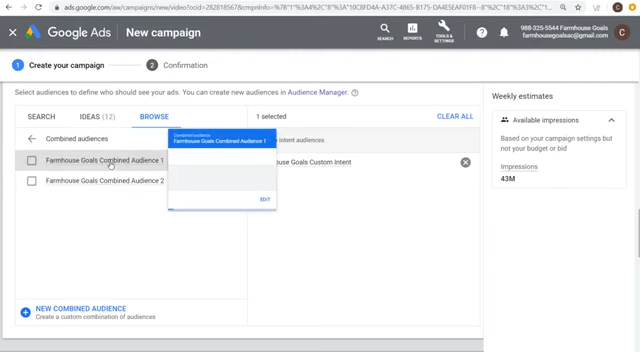 ads.google.com/aw/campaigns/new/video?ocid=282818567&cmpnInfo=%7B"1%3A4%2C"8%3A"10C8FD4A-A37C-4865-B175-DA4E5EAF01F8--8"%2C"18"%3A3%2C"1...
Google Ads
New campaign
SEARCH
REPORTS
TOOLS &
SETTINGS
988-325-5544 Farmhouse Goals
farmhousegoalsac@gmail.com
C
1 Create your campaign
2 Confirmation
Select audiences to define who should see your ads. You can create new audiences in Audience Manager.
SEARCH
IDEAS (12)
BROWSE
1 selected
CLEAR ALL
Combined audiences
Farmhouse Goals Combined Audience 1
Farmhouse Goals Combined Audience 2
Combined audience
Farmhouse Goals Combined Audience 1
EDIT
intent audiences
use Goals Custom Intent
NEW COMBINED AUDIENCE
Create a custom combination of audiences
Weekly estimates
Available impressions
Based on your campaign settings but
not your budget or bid
Impressions
43M